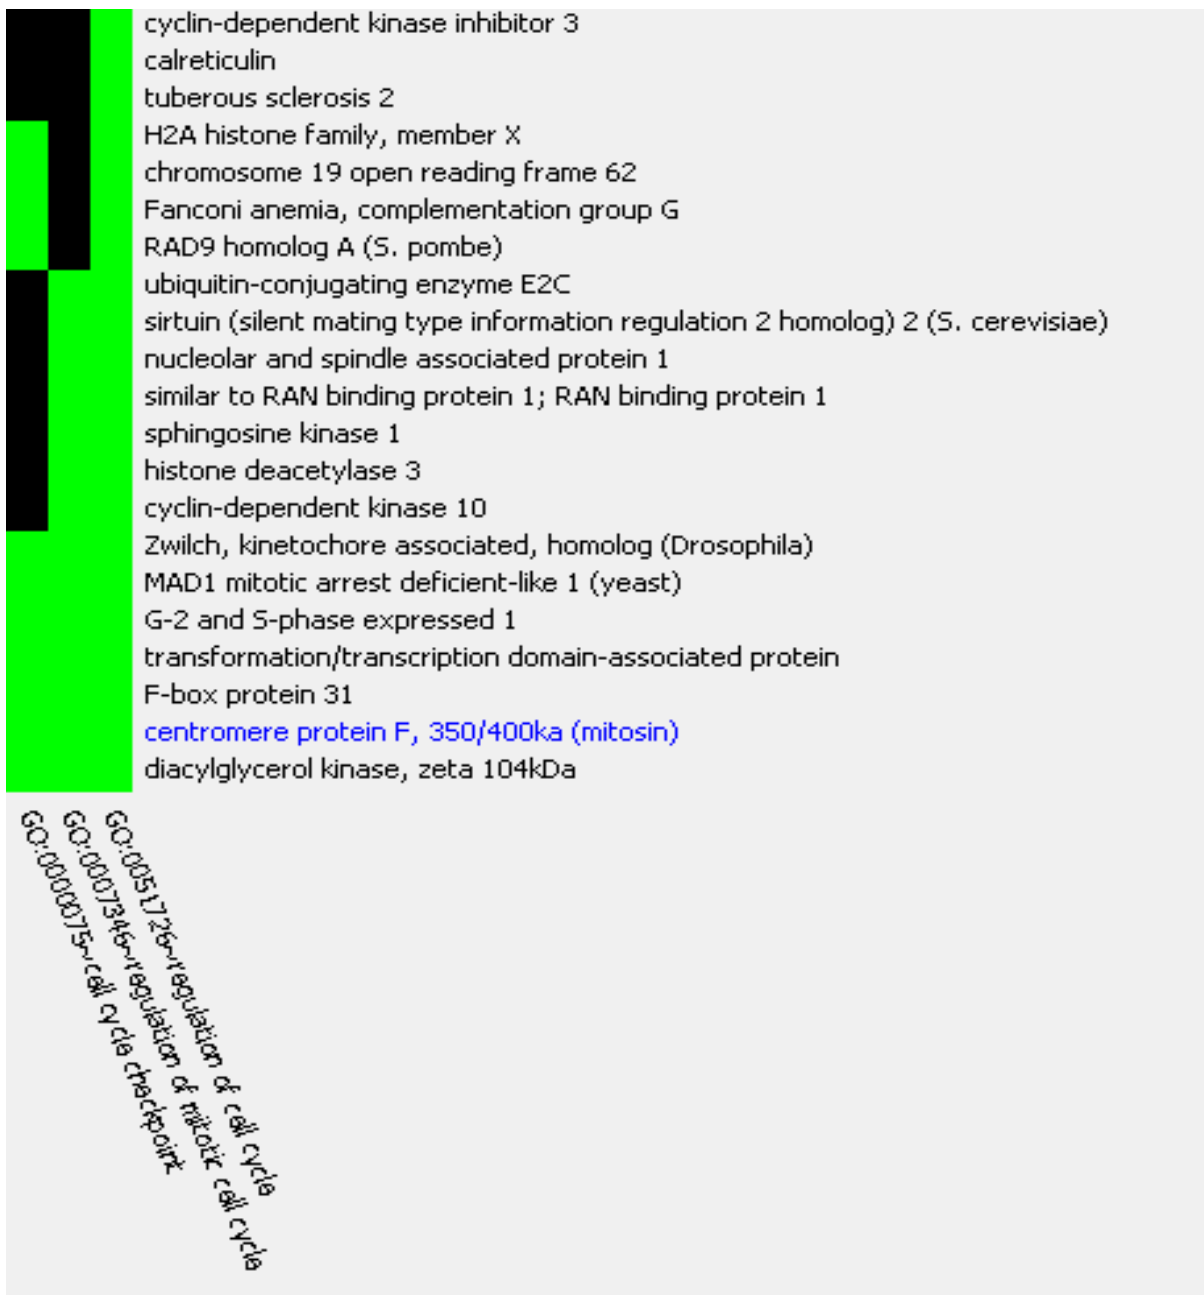 cyclin-dependent kinase inhibitor 3
calreticulin
tuberous sclerosis 2
H2A histone family, member X
chromosome 19 open reading frame 62
Fanconi anemia, complementation group G
RAD9 homolog A (S. pombe)
ubiquitin-conjugating enzyme E2C
sirtuin (silent mating type information regulation 2 homolog) 2 (S. cerevisiae)
nucleolar and spindle associated protein 1
similar to RAN binding protein 1; RAN binding protein 1
sphingosine kinase 1
histone deacetylase 3
cyclin-dependent kinase 10
Zwilch, kinetochore associated, homolog (Drosophila)
MAD1 mitotic arrest deficient-like 1 (yeast)
G-2 and S-phase expressed 1
transformation/transcription domain-associated protein
F-box protein 31
centromere protein F, 350/400ka (mitosin)
diacylglycerol kinase, zeta 104kDa
GO:0000075~cell cycle checkpoint
GO:0007346~regulation of mitotic cell cycle
GO:0051726~regulation of cell cycle